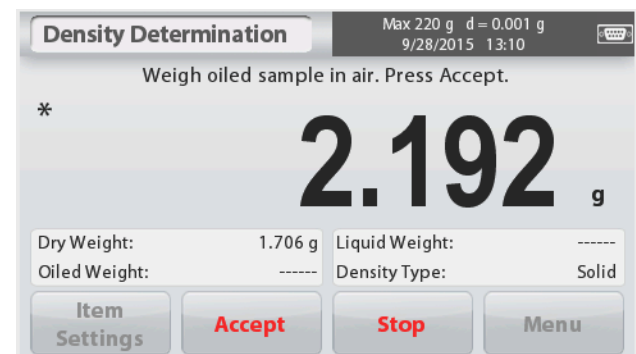 Density Determination
Max 220 g d = 0.001 g
9/28/2015 13:10
Weigh oiled sample in air. Press Accept.
*
2.192 g
Dry Weight: 1.706 g Liquid Weight: ------
Oiled Weight: ------ Density Type: Solid
Item Settings
Accept
Stop
Menu